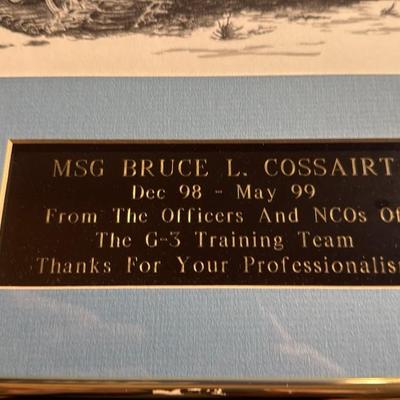 MSG BRUCE L. COSSAIRT
Dec 98 - May 99
From The Officers And NCOs Of
The G-3 Training Team
Thanks For Your Professionalism